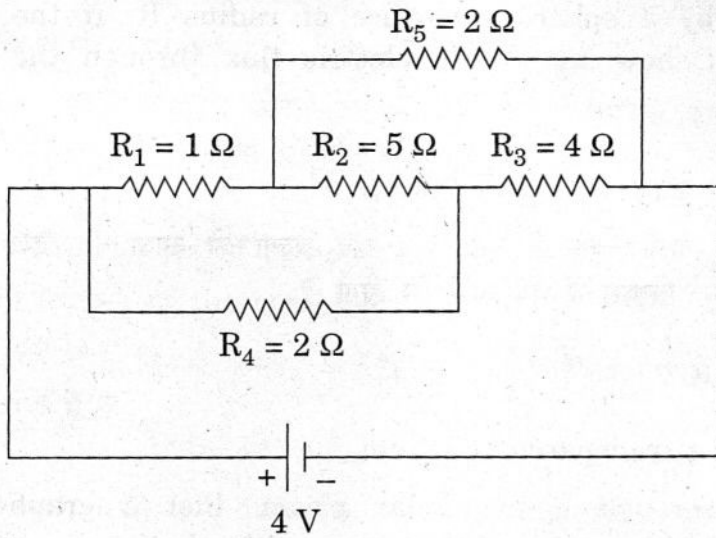 R₅ = 2 Ω
R₁ = 1 Ω
R₂ = 5 Ω
R₃ = 4 Ω
R₄ = 2 Ω
+
−
4 V